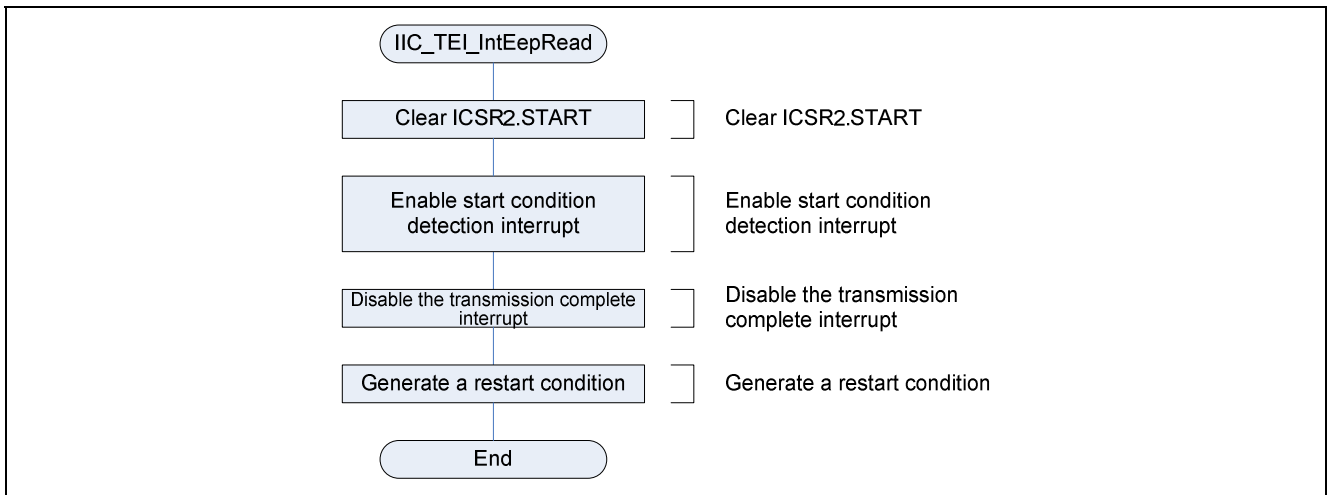 IIC_TEI_IntEepRead
Clear ICSR2.START
Clear ICSR2.START
Enable start condition
detection interrupt
Enable start condition
detection interrupt
Disable the transmission complete
interrupt
Disable the transmission
complete interrupt
Generate a restart condition
Generate a restart condition
End